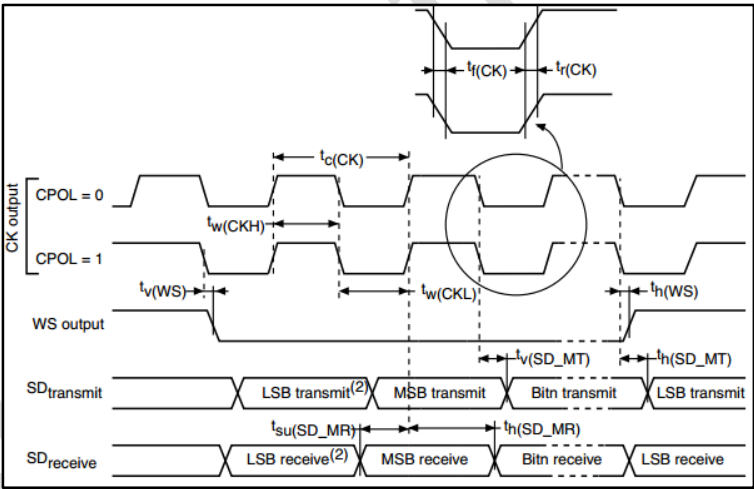 tf(CK) tr(CK)
tc(CK)
CK output
CPOL = 0
tw(CKH)
CPOL = 1
tv(WS) tw(CKL) th(WS)
WS output
tv(SD_MT) th(SD_MT)
SDtransmit LSB transmit(2) MSB transmit Bitn transmit LSB transmit
tsu(SD_MR) th(SD_MR)
SDreceive LSB receive(2) MSB receive Bitn receive LSB receive